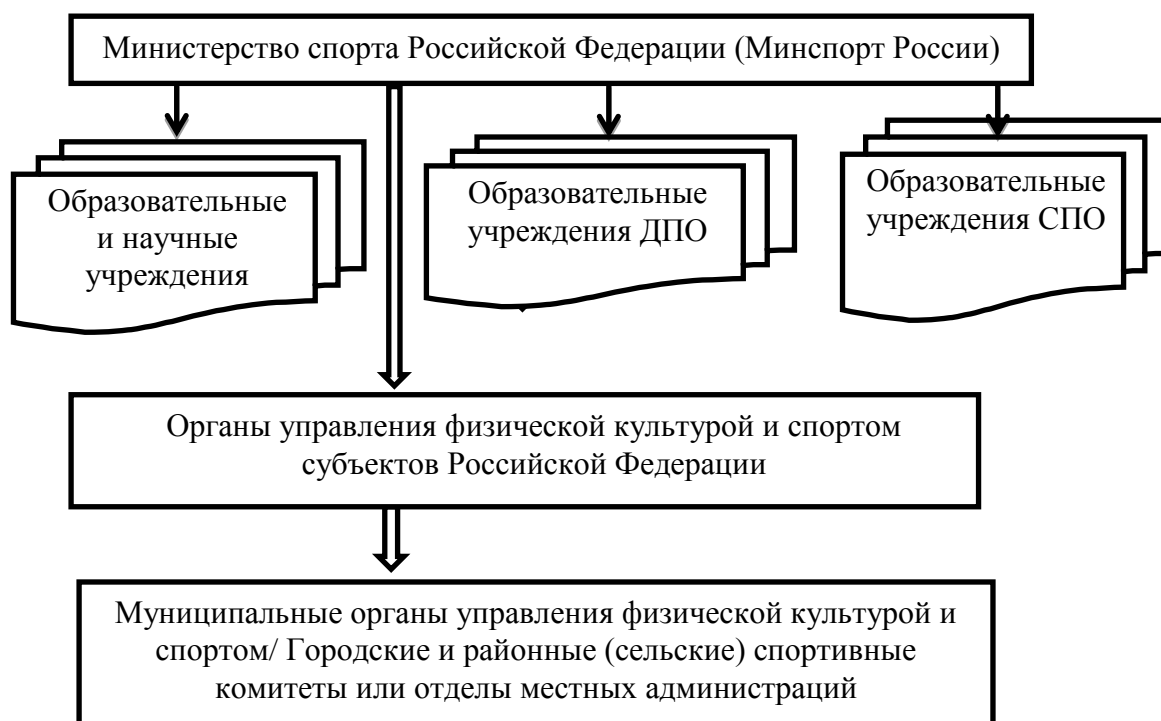 Министерство спорта Российской Федерации (Минспорт России)
Образовательные
и научные
учреждения
Образовательные
учреждения ДПО
Образовательные
учреждения СПО
Органы управления физической культурой и спортом
субъектов Российской Федерации
Муниципальные органы управления физической культурой и
спортом/ Городские и районные (сельские) спортивные
комитеты или отделы местных администраций